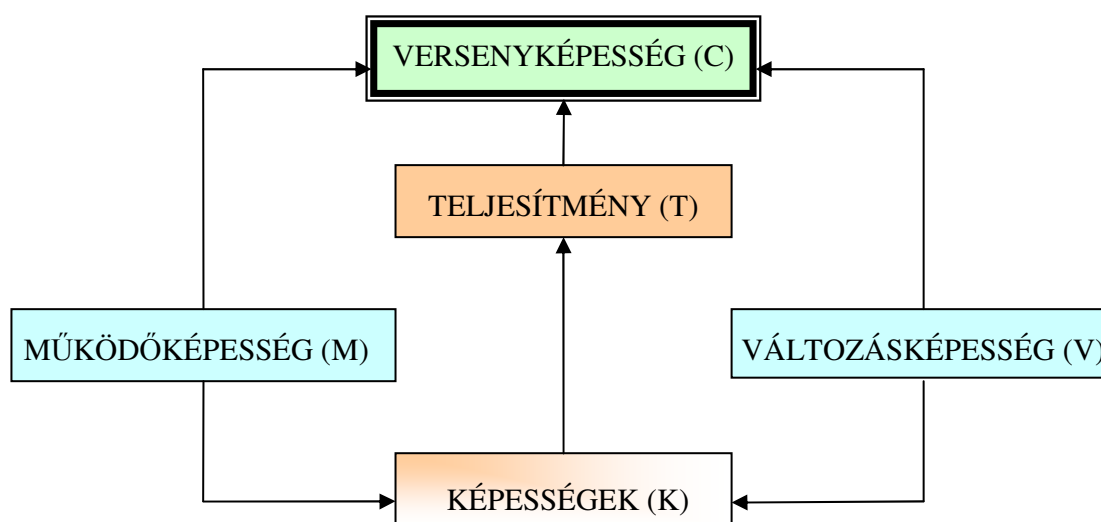 VERSENYKÉPESSÉG (C)
TELJESÍTMÉNY (T)
MŰKÖDŐKÉPESSÉG (M)
VÁLTOZÁSKÉPESSÉG (V)
KÉPESSÉGEK (K)